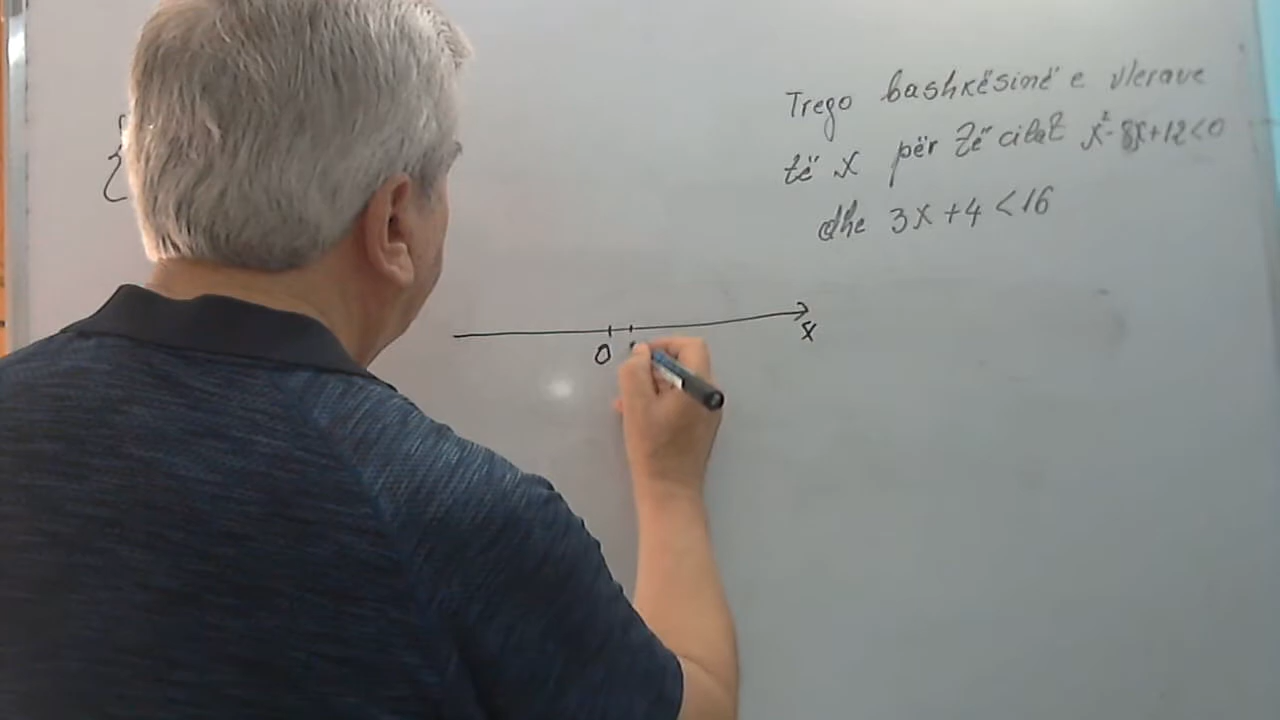 Trego bashkësinë e vlerave
të x për të cilat x²-8x+12<0
dhe 3x+4<16
{
0
x